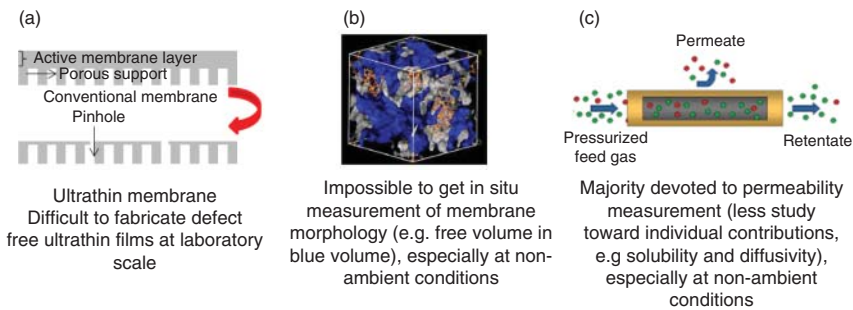 (a)
Active membrane layer
Porous support
Conventional membrane
Pinhole
Ultrathin membrane
Difficult to fabricate defect
free ultrathin films at laboratory
scale
(b)
Impossible to get in situ
measurement of membrane
morphology (e.g. free volume in
blue volume), especially at non-
ambient conditions
(c)
Permeate
Pressurized
feed gas
Retentate
Majority devoted to permeability
measurement (less study
toward individual contributions,
e.g solubility and diffusivity),
especially at non-ambient
conditions